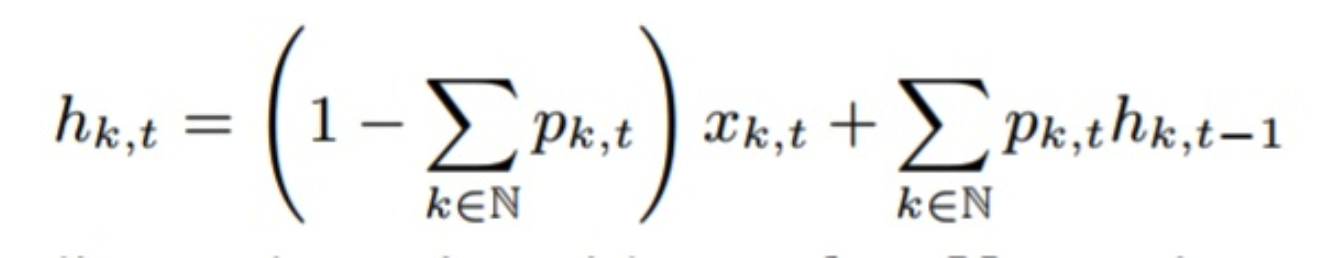 h_{k,t} = \left( 1 - \sum_{k \in \mathbb{N}} p_{k,t} \right) x_{k,t} + \sum_{k \in \mathbb{N}} p_{k,t} h_{k,t-1}